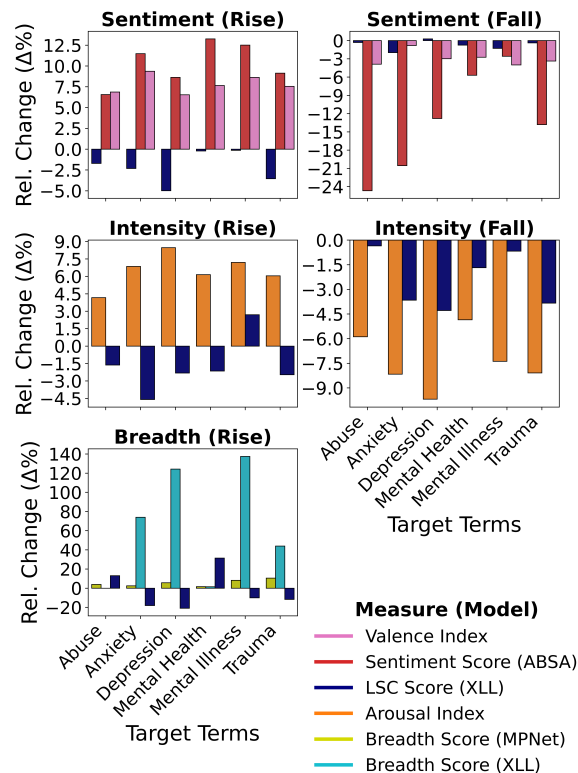 Sentiment (Rise)
Rel. Change (Δ%)
12.5
10.0
7.5
5.0
2.5
0.0
−2.5
−5.0
Sentiment (Fall)
0
−3
−6
−9
−12
−15
−18
−21
−24
Intensity (Rise)
Rel. Change (Δ%)
9.0
7.5
6.0
4.5
3.0
1.5
0.0
−1.5
−3.0
−4.5
Intensity (Fall)
0.0
−1.5
−3.0
−4.5
−6.0
−7.5
−9.0
Abuse
Anxiety
Depression
Mental Health
Mental Illness
Trauma
Target Terms
Breadth (Rise)
Rel. Change (Δ%)
140
120
100
80
60
40
20
0
−20
Abuse
Anxiety
Depression
Mental Health
Mental Illness
Trauma
Target Terms
Measure (Model)
Valence Index
Sentiment Score (ABSA)
LSC Score (XLL)
Arousal Index
Breadth Score (MPNet)
Breadth Score (XLL)